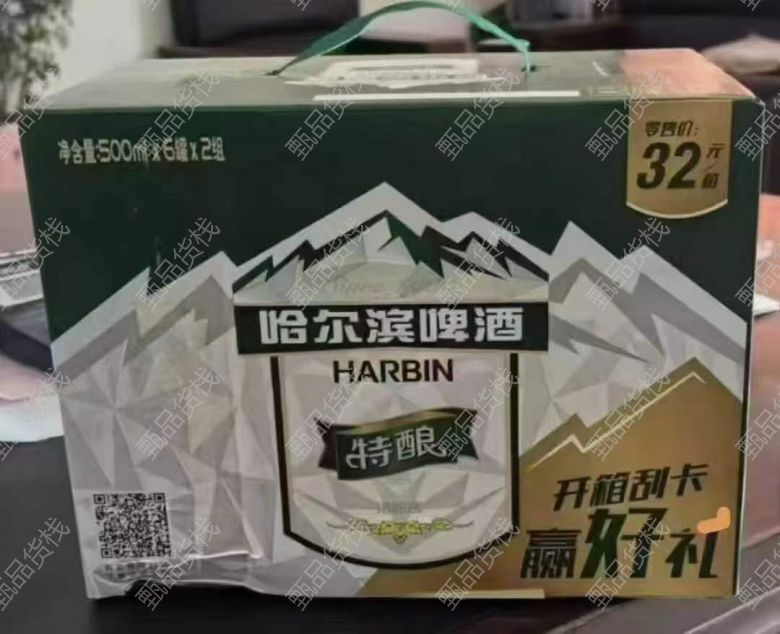 净含量:500ml x 6罐 x 2组
零售价:
32元/箱
哈尔滨啤酒
HARBIN
特酿
开箱刮卡
赢好礼
甄品货栈